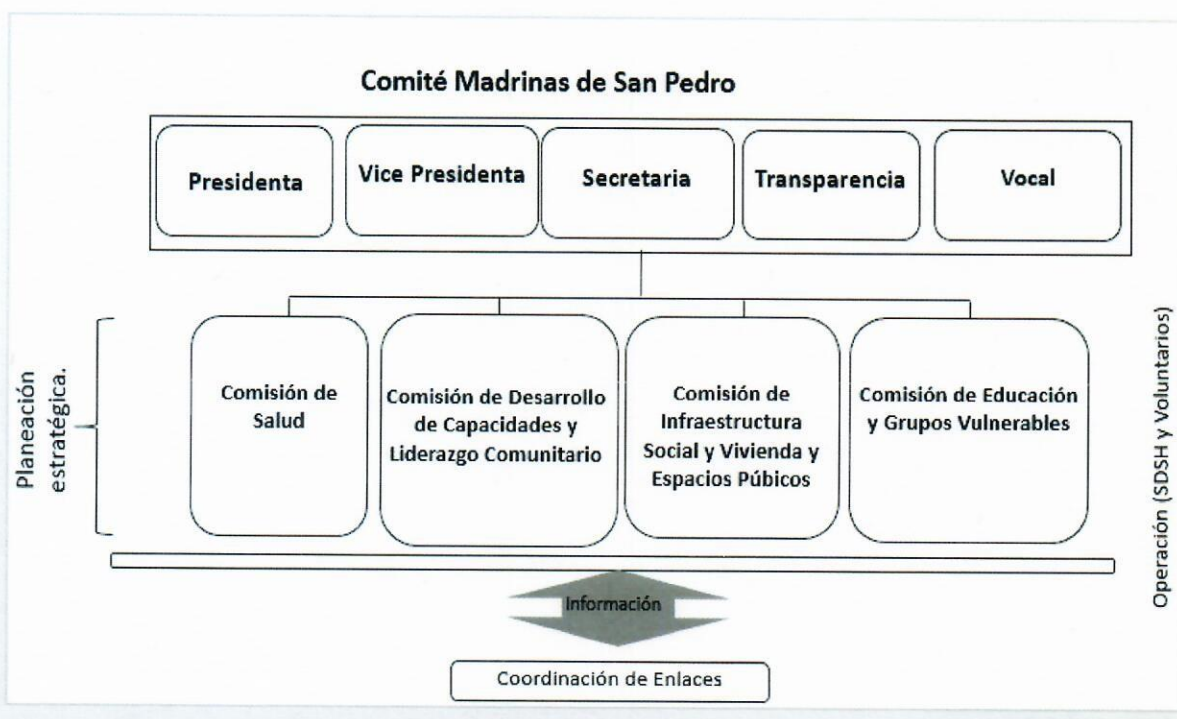 Comité Madrinas de San Pedro
Presidenta
Vice Presidenta
Secretaria
Transparencia
Vocal
Planeación
estratégica.
Comisión de
Salud
Comisión de Desarrollo
de Capacidades y
Liderazgo Comunitario
Comisión de
Infraestructura
Social y Vivienda y
Espacios Púbicos
Comisión de Educación
y Grupos Vulnerables
Operación (SDSH y Voluntarios)
Información
Coordinación de Enlaces